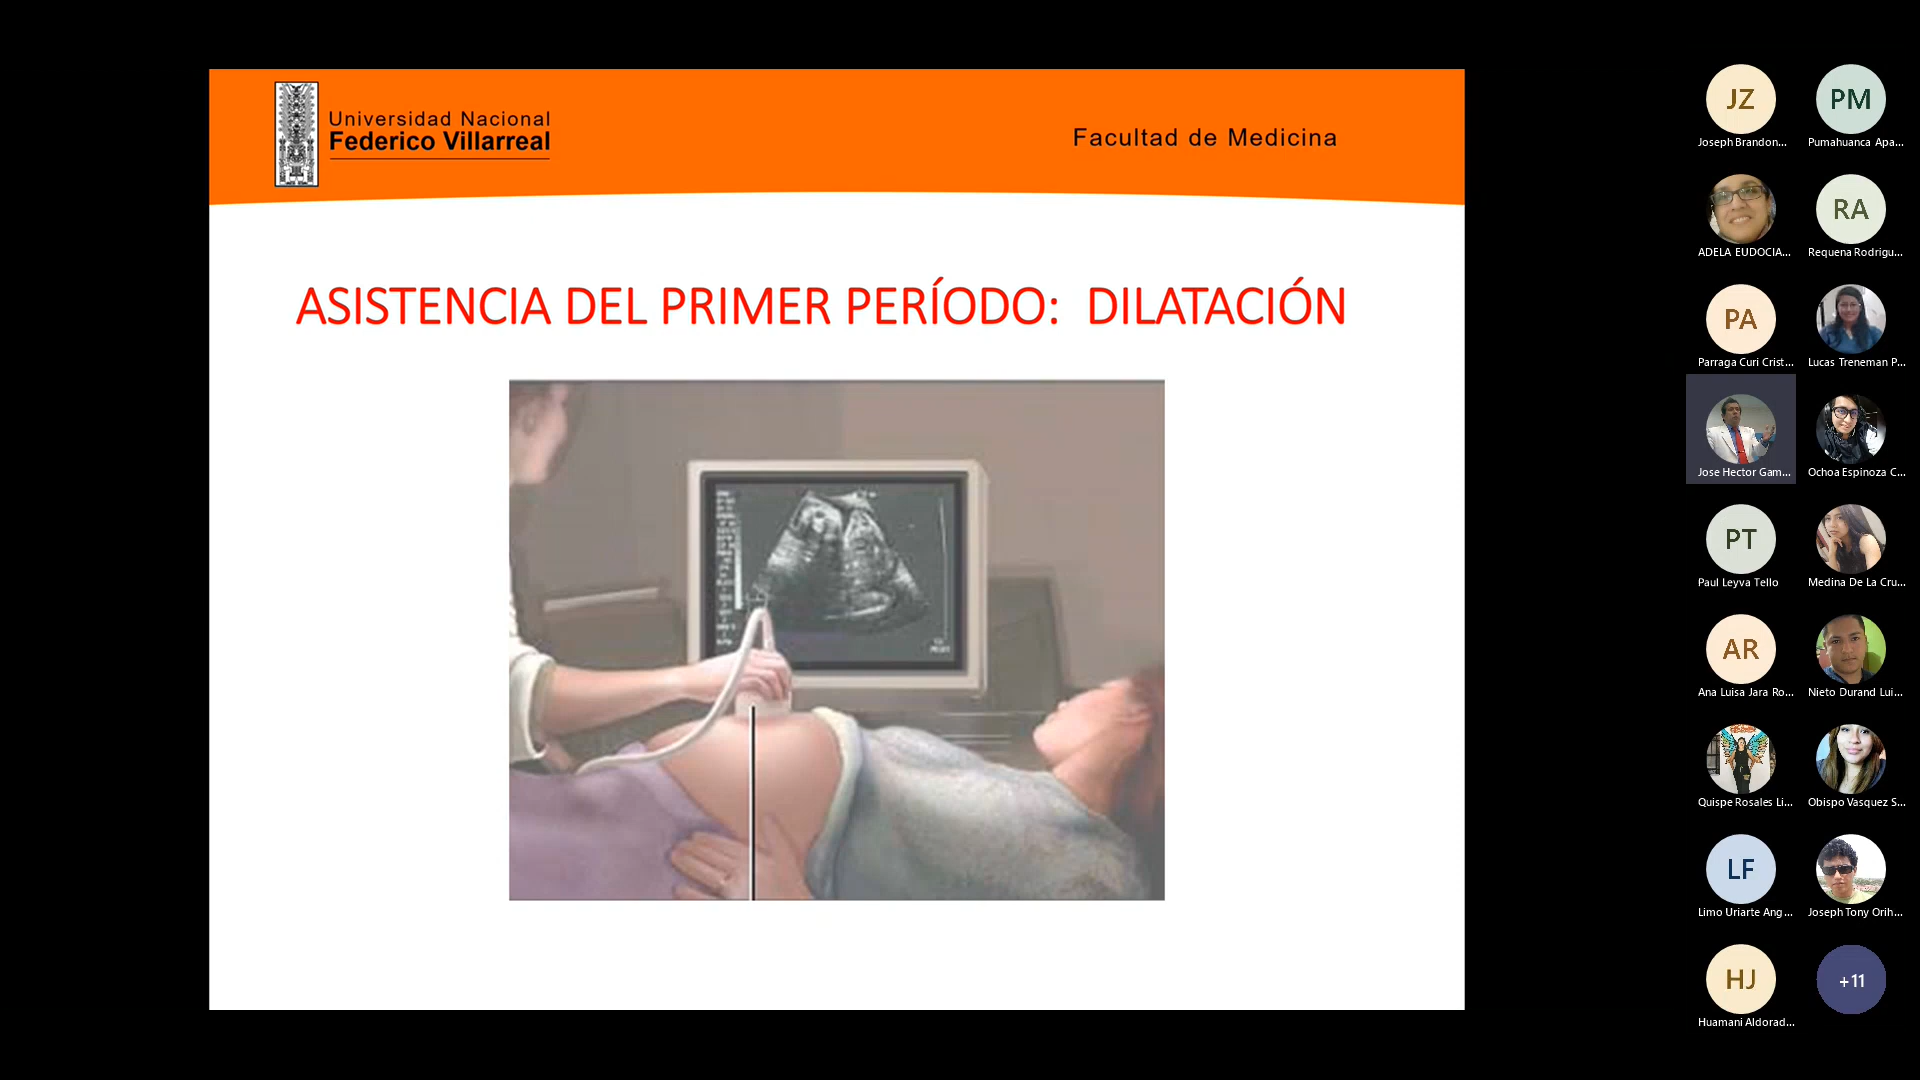 Universidad Nacional
Federico Villarreal
Facultad de Medicina
ASISTENCIA DEL PRIMER PERÍODO: DILATACIÓN
JZ
PM
Joseph Brandon...
Pumahuanca Apa...
RA
ADELA EUDOCIA...
Requena Rodrigu...
PA
Parraga Curi Crist...
Lucas Treneman P...
Jose Hector Gam...
Ochoa Espinoza C...
PT
Paul Leyva Tello
Medina De La Cru...
AR
Ana Luisa Jara Ro...
Nieto Durand Lui...
Quispe Rosales Li...
Obispo Vasquez S...
LF
Limo Uriarte Ang...
Joseph Tony Orih...
HJ
+11
Huamani Aldorad...